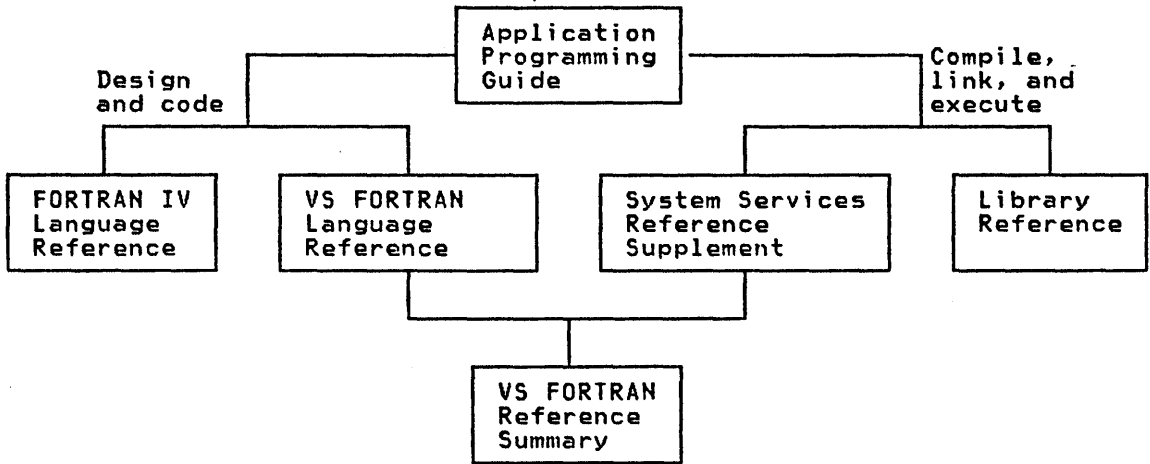 Application
Programming
Guide
Design
and code
Compile,
link, and
execute
FORTRAN IV
Language
Reference
VS FORTRAN
Language
Reference
System Services
Reference
Supplement
Library
Reference
VS FORTRAN
Reference
Summary